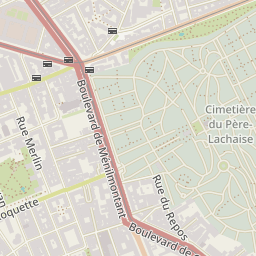 Boulevard de Ménilmontant
Cimetière
du Père-
Lachaise
Rue Merlin
Rue du Repos
oquette
Boulevard de